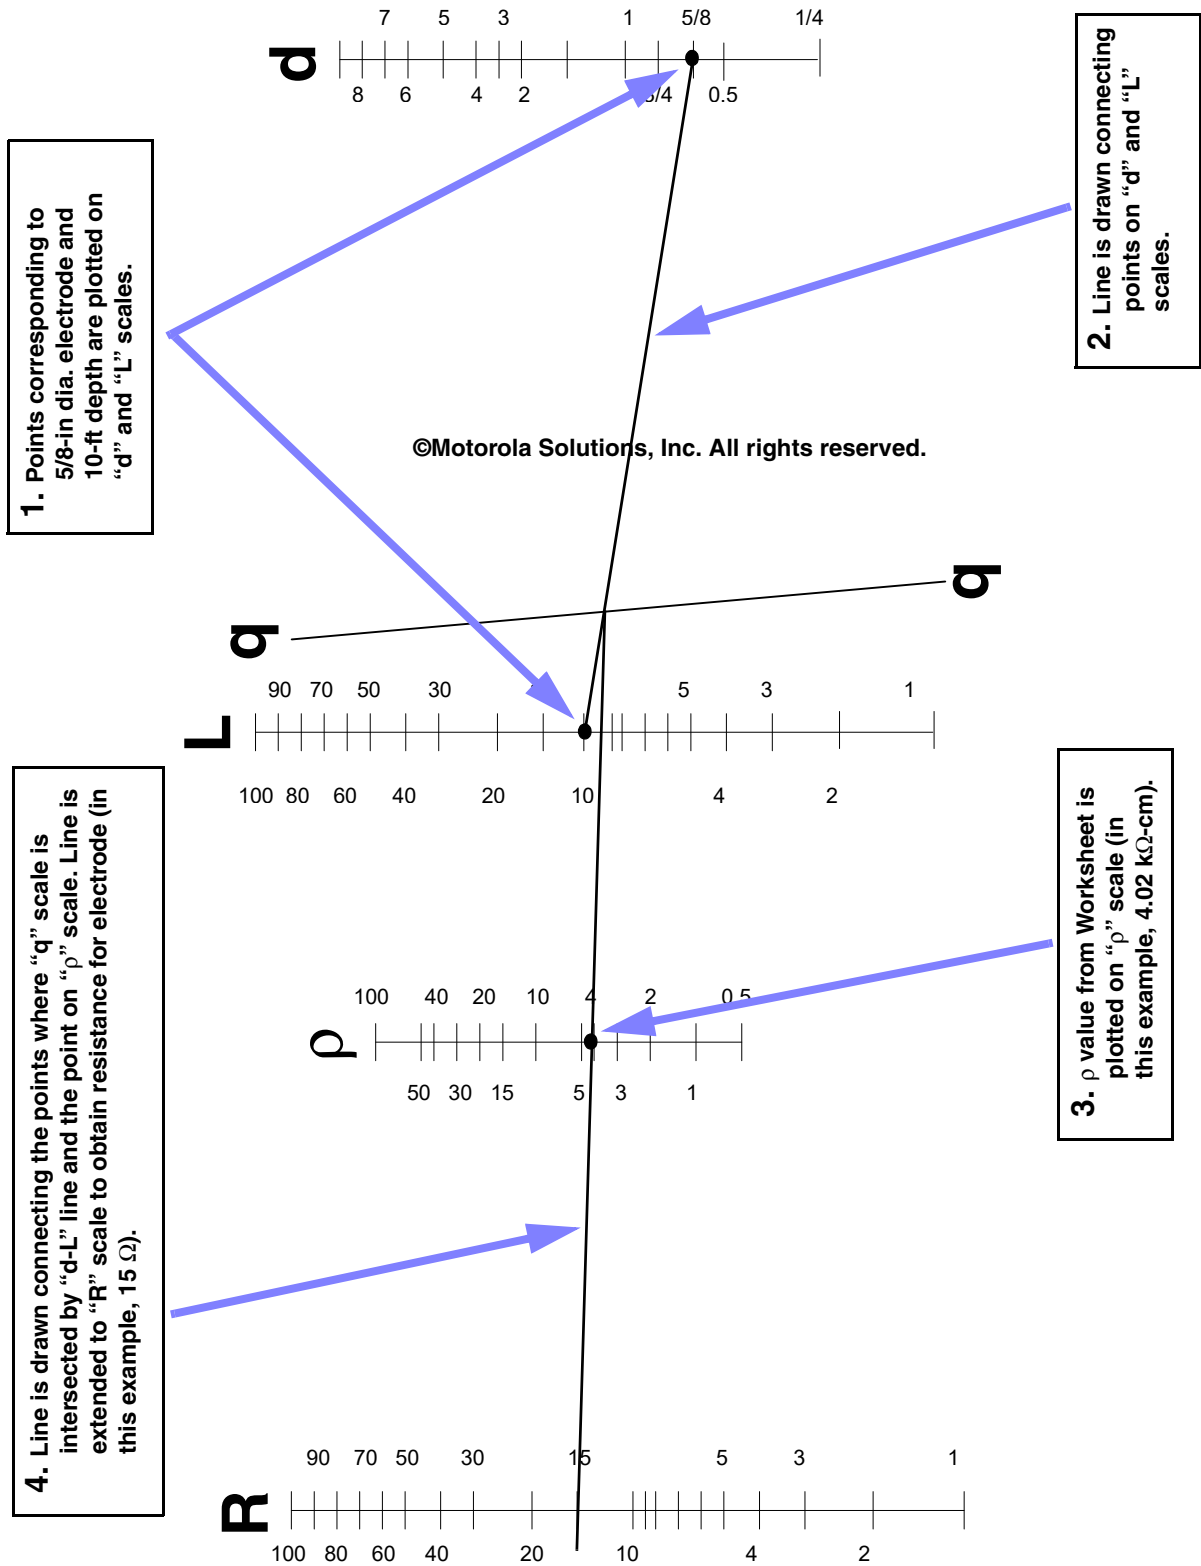 7 5 3 1 5/8 1/4
d
8 6 4 2 3/4 0.5
1. Points corresponding to
5/8-in dia. electrode and
10-ft depth are plotted on
“d” and “L” scales.
2. Line is drawn connecting
points on “d” and “L”
scales.
©Motorola Solutions, Inc. All rights reserved.
q
q
90 70 50 30 5 3 1
L
100 80 60 40 20 10 4 2
4. Line is drawn connecting the points where “q” scale is
intersected by “d-L” line and the point on “ρ” scale. Line is
extended to “R” scale to obtain resistance for electrode (in
this example, 15 Ω).
3. ρ value from Worksheet is
plotted on “ρ” scale (in
this example, 4.02 kΩ-cm).
100 40 20 10 4 2 0.5
ρ
50 30 15 5 3 1
90 70 50 30 15 5 3 1
R
100 80 60 40 20 10 4 2